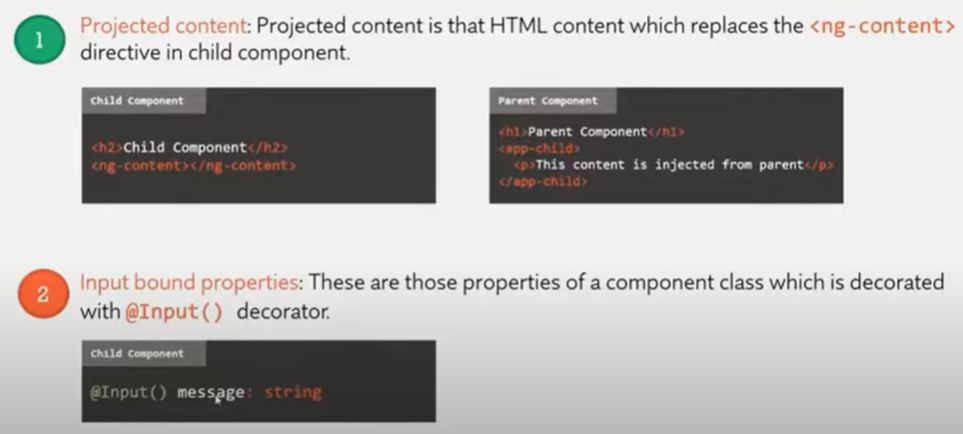 1
Projected content: Projected content is that HTML content which replaces the <ng-content>
directive in child component.
Child Component
<h2>Child Component</h2>
<ng-content></ng-content>
Parent Component
<h1>Parent Component</h1>
<app-child>
<p>This content is injected from parent</p>
</app-child>
2
Input bound properties: These are those properties of a component class which is decorated
with @Input() decorator.
Child Component
@Input() message: string